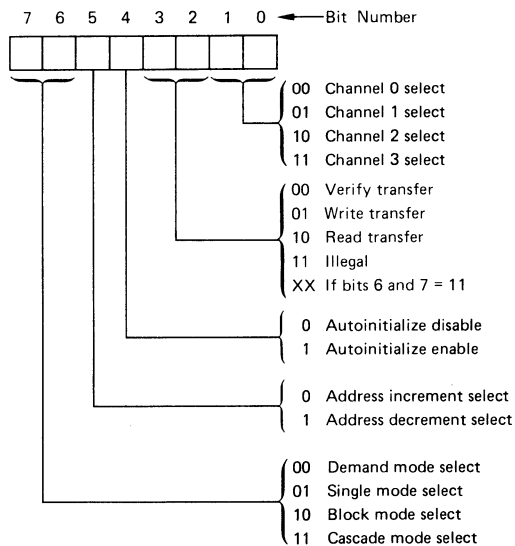 7 6 5 4 3 2 1 0 Bit Number
00 Channel 0 select
01 Channel 1 select
10 Channel 2 select
11 Channel 3 select
00 Verify transfer
01 Write transfer
10 Read transfer
11 Illegal
XX If bits 6 and 7 = 11
0 Autoinitialize disable
1 Autoinitialize enable
0 Address increment select
1 Address decrement select
00 Demand mode select
01 Single mode select
10 Block mode select
11 Cascade mode select